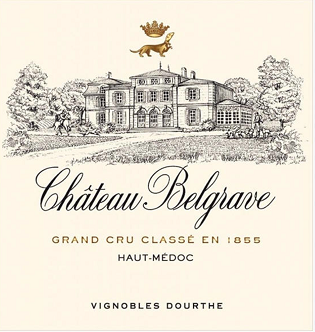 Château Belgrave
GRAND CRU CLASSÉ EN 1855
HAUT-MÉDOC
VIGNOBLES DOURTHE